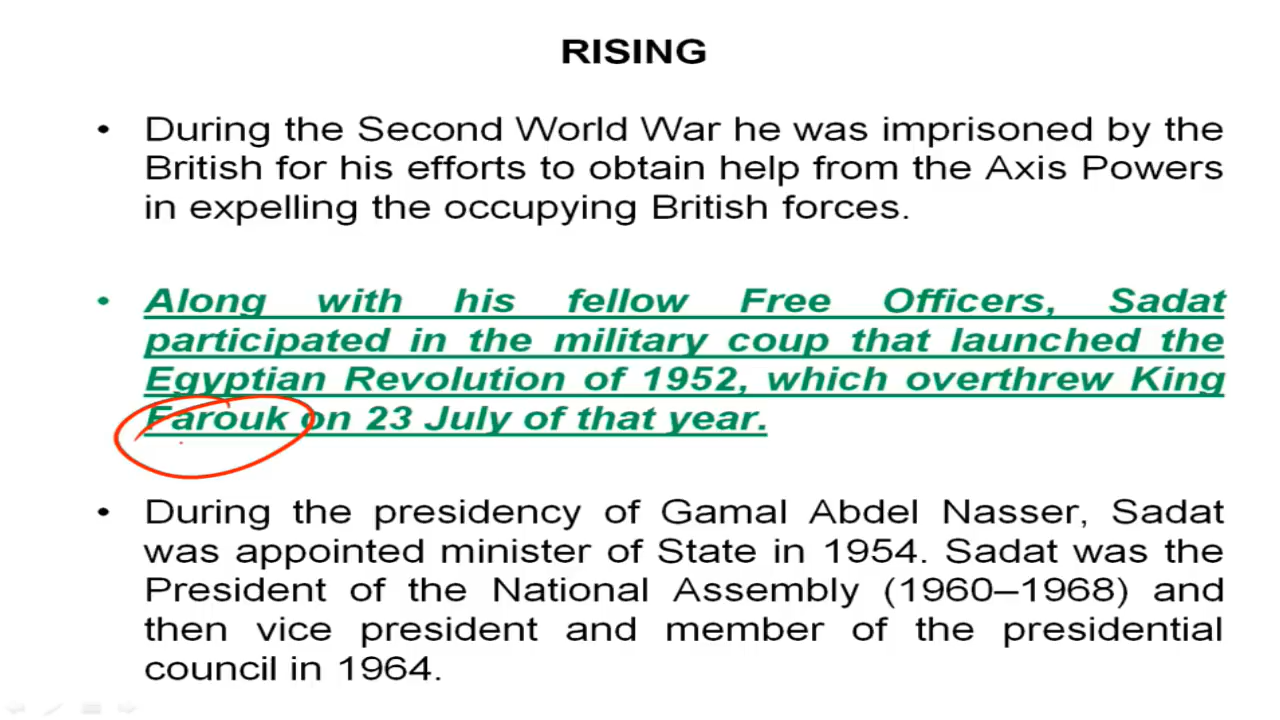 RISING
• During the Second World War he was imprisoned by the
British for his efforts to obtain help from the Axis Powers
in expelling the occupying British forces.
• Along with his fellow Free Officers, Sadat
participated in the military coup that launched the
Egyptian Revolution of 1952, which overthrew King
Farouk on 23 July of that year.
• During the presidency of Gamal Abdel Nasser, Sadat
was appointed minister of State in 1954. Sadat was the
President of the National Assembly (1960–1968) and
then vice president and member of the presidential
council in 1964.